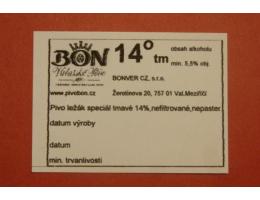 BON
14° tm
obsah alkoholu
min. 5,5% obj.
BONVER CZ, s.r.o.
www.pivobon.cz
Žerotínova 20, 757 01 Val.Meziříčí
Pivo ležák speciál tmavé 14%,nefiltrované,nepaster.
datum výroby
datum
min. trvanlivosti